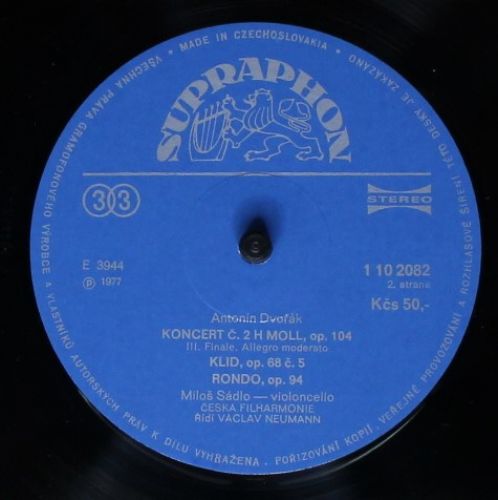 VŠECHNA PRÁVA GRAMOFONOVÉHO VÝROBCE A VLASTNÍKŮ AUTORSKÝCH PRÁV K DÍLU VYHRAŽENA. POŘIZOVÁNÍ KOPIÍ, VEŘEJNÉ PROVOZOVÁNÍ A ROZHLASOVÉ ŠÍŘENÍ TÉTO DESKY JE ZAKÁZÁNO • MADE IN CZECHOSLOVAKIA •
SUPRAPHON
33
STEREO
E 3944
℗ 1977
1 10 2082
2. strana
Kčs 50,-
Antonín Dvořák
KONCERT Č. 2 H MOLL, op. 104
III. Finale. Allegro moderato
KLID, op. 68 č. 5
RONDO, op. 94
Miloš Sádlo — violoncello
ČESKÁ FILHARMONIE
Řídí VÁCLAV NEUMANN